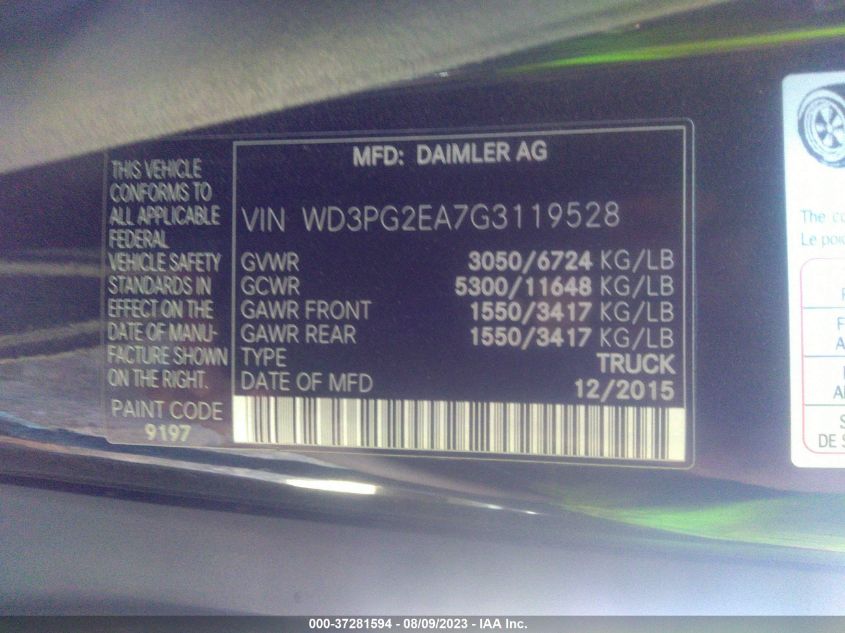 THIS VEHICLE
CONFORMS TO
ALL APPLICABLE
FEDERAL
VEHICLE SAFETY
STANDARDS IN
EFFECT ON THE
DATE OF MANU-
FACTURE SHOWN
ON THE RIGHT.
PAINT CODE
9197
MFD: DAIMLER AG
VIN WD3PG2EA7G3119528
GVWR 3050/6724 KG/LB
GCWR 5300/11648 KG/LB
GAWR FRONT 1550/3417 KG/LB
GAWR REAR 1550/3417 KG/LB
TYPE TRUCK
DATE OF MFD 12/2015
The
Le
DE
000-37281594 - 08/09/2023 - IAA Inc.